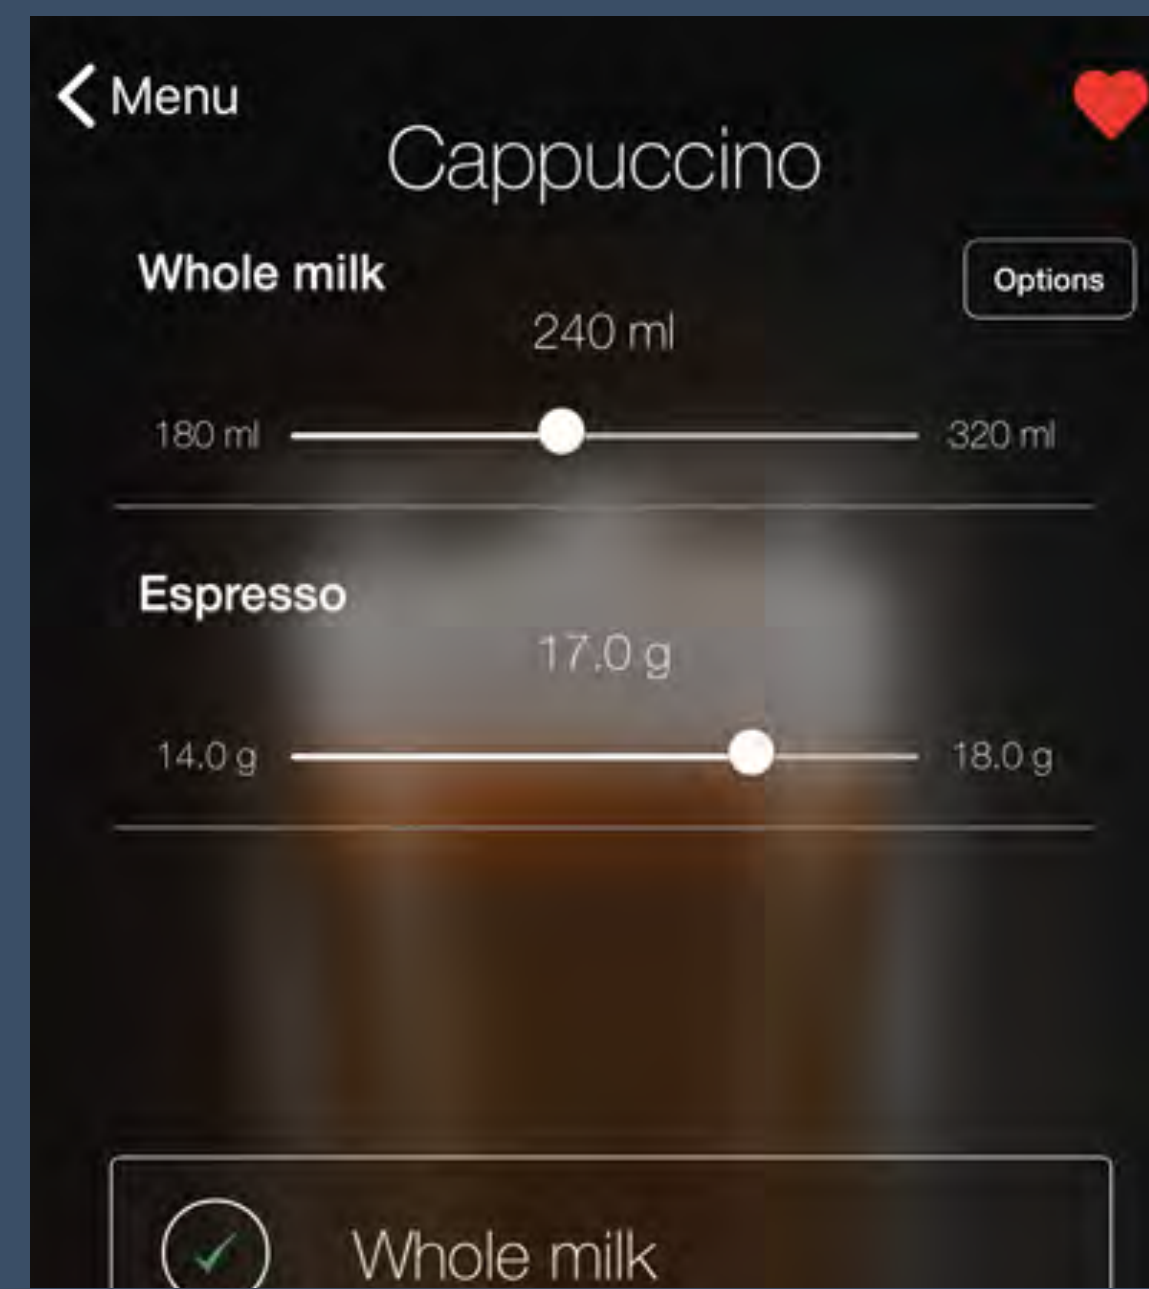 Menu
Cappuccino
Whole milk
Options
240 ml
180 ml
320 ml
Espresso
17.0 g
14.0 g
18.0 g
Whole milk